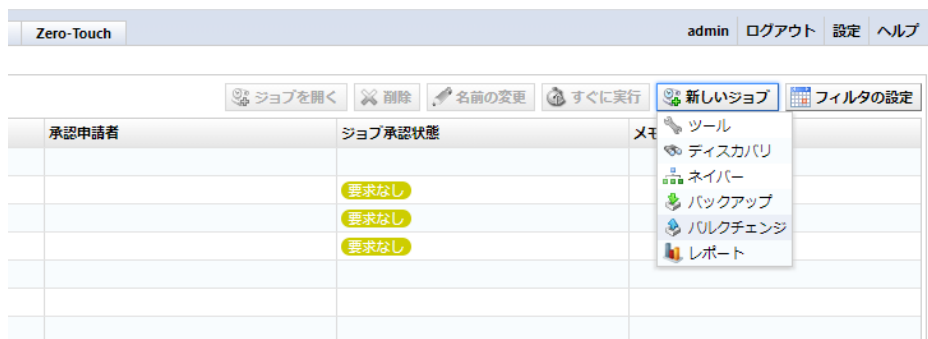 Zero-Touch admin ログアウト 設定 ヘルプ
ジョブを開く 削除 名前の変更 すぐに実行 新しいジョブ フィルタの設定
承認申請者 ジョブ承認状態 メモ
ツール
ディスカバリ
ネイバー
要求なし
バックアップ
要求なし
バルクチェンジ
要求なし
レポート